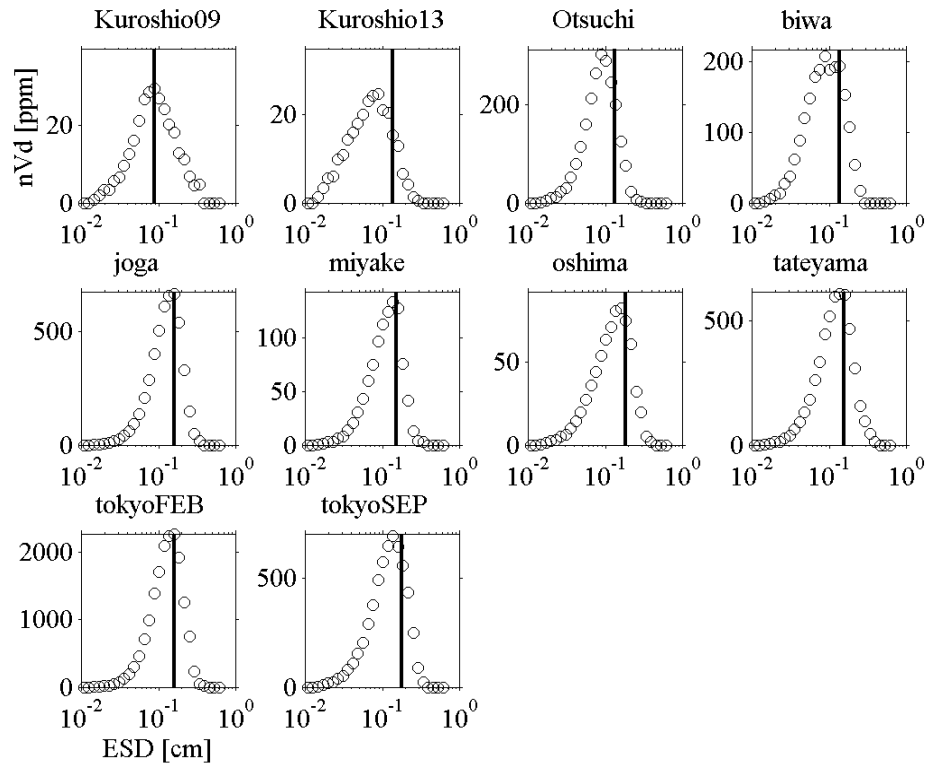 Kuroshio09 Kuroshio13 Otsuchi biwa
nVd [ppm]
20
0
20
0
200
0
200
100
0
10^-2 10^-1 10^0 10^-2 10^-1 10^0 10^-2 10^-1 10^0 10^-2 10^-1 10^0
joga miyake oshima tateyama
500
0
100
50
0
50
0
500
0
10^-2 10^-1 10^0 10^-2 10^-1 10^0 10^-2 10^-1 10^0 10^-2 10^-1 10^0
tokyoFEB tokyoSEP
2000
1000
0
500
0
10^-2 10^-1 10^0 10^-2 10^-1 10^0
ESD [cm]